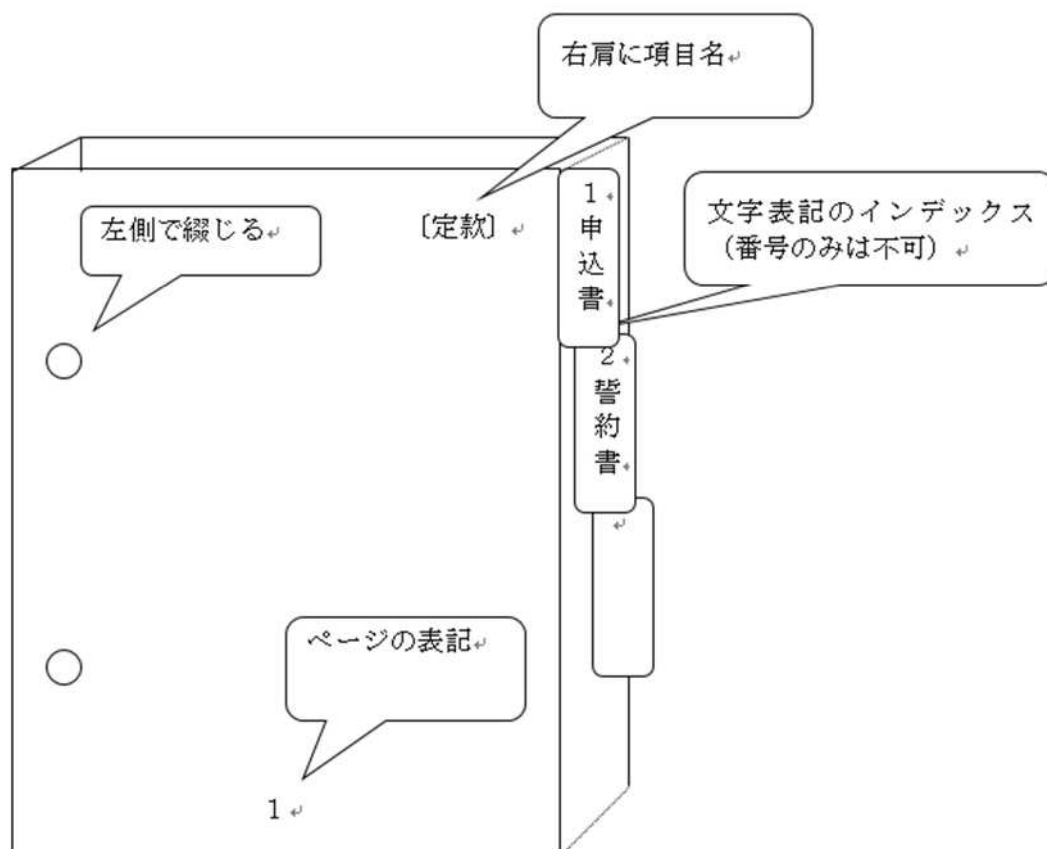 右肩に項目名
左側で綴じる
〔定款〕
1申込書
文字表記のインデックス
(番号のみは不可)
2誓約書
ページの表記
1